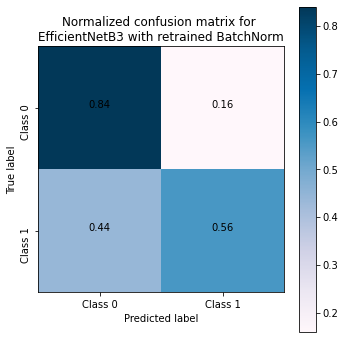 Normalized confusion matrix for
EfficientNetB3 with retrained BatchNorm
True label
Class 0
0.84
0.16
Class 1
0.44
0.56
Class 0
Class 1
Predicted label
0.8
0.7
0.6
0.5
0.4
0.3
0.2